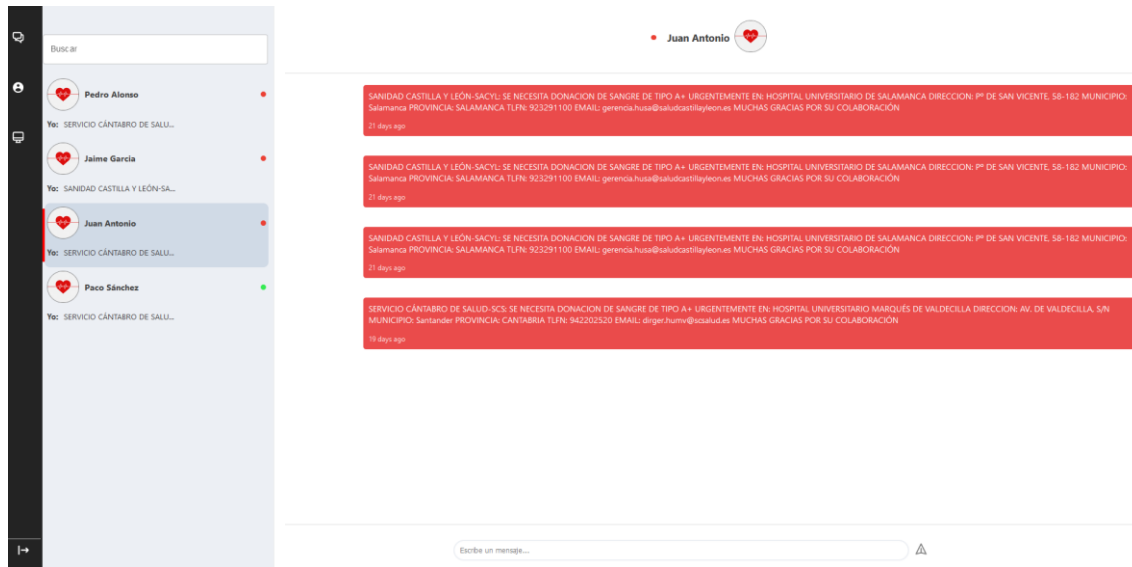 Buscar
Pedro Alonso
Yo: SERVICIO CÁNTABRO DE SALU...
Jaime García
Yo: SANIDAD CASTILLA Y LEÓN-SA...
Juan Antonio
Yo: SERVICIO CÁNTABRO DE SALU...
Paco Sánchez
Yo: SERVICIO CÁNTABRO DE SALU...
Juan Antonio
SANIDAD CASTILLA Y LEÓN-SACYL: SE NECESITA DONACION DE SANGRE DE TIPO A+ URGENTEMENTE EN: HOSPITAL UNIVERSITARIO DE SALAMANCA DIRECCION: Pº DE SAN VICENTE, 58-182 MUNICIPIO:
Salamanca PROVINCIA: SALAMANCA TLFN: 923291100 EMAIL: gerencia.husa@saludcastillayleon.es MUCHAS GRACIAS POR SU COLABORACIÓN
21 days ago
SANIDAD CASTILLA Y LEÓN-SACYL: SE NECESITA DONACION DE SANGRE DE TIPO A+ URGENTEMENTE EN: HOSPITAL UNIVERSITARIO DE SALAMANCA DIRECCION: Pº DE SAN VICENTE, 58-182 MUNICIPIO:
Salamanca PROVINCIA: SALAMANCA TLFN: 923291100 EMAIL: gerencia.husa@saludcastillayleon.es MUCHAS GRACIAS POR SU COLABORACIÓN
21 days ago
SANIDAD CASTILLA Y LEÓN-SACYL: SE NECESITA DONACION DE SANGRE DE TIPO A+ URGENTEMENTE EN: HOSPITAL UNIVERSITARIO DE SALAMANCA DIRECCION: Pº DE SAN VICENTE, 58-182 MUNICIPIO:
Salamanca PROVINCIA: SALAMANCA TLFN: 923291100 EMAIL: gerencia.husa@saludcastillayleon.es MUCHAS GRACIAS POR SU COLABORACIÓN
21 days ago
SERVICIO CÁNTABRO DE SALUD-SCS: SE NECESITA DONACION DE SANGRE DE TIPO A+ URGENTEMENTE EN: HOSPITAL UNIVERSITARIO MARQUÉS DE VALDECILLA DIRECCION: AV. DE VALDECILLA, S/N
MUNICIPIO: Santander PROVINCIA: CANTABRIA TLFN: 942202520 EMAIL: dirger.humv@scsalud.es MUCHAS GRACIAS POR SU COLABORACIÓN
19 days ago
Escribe un mensaje....